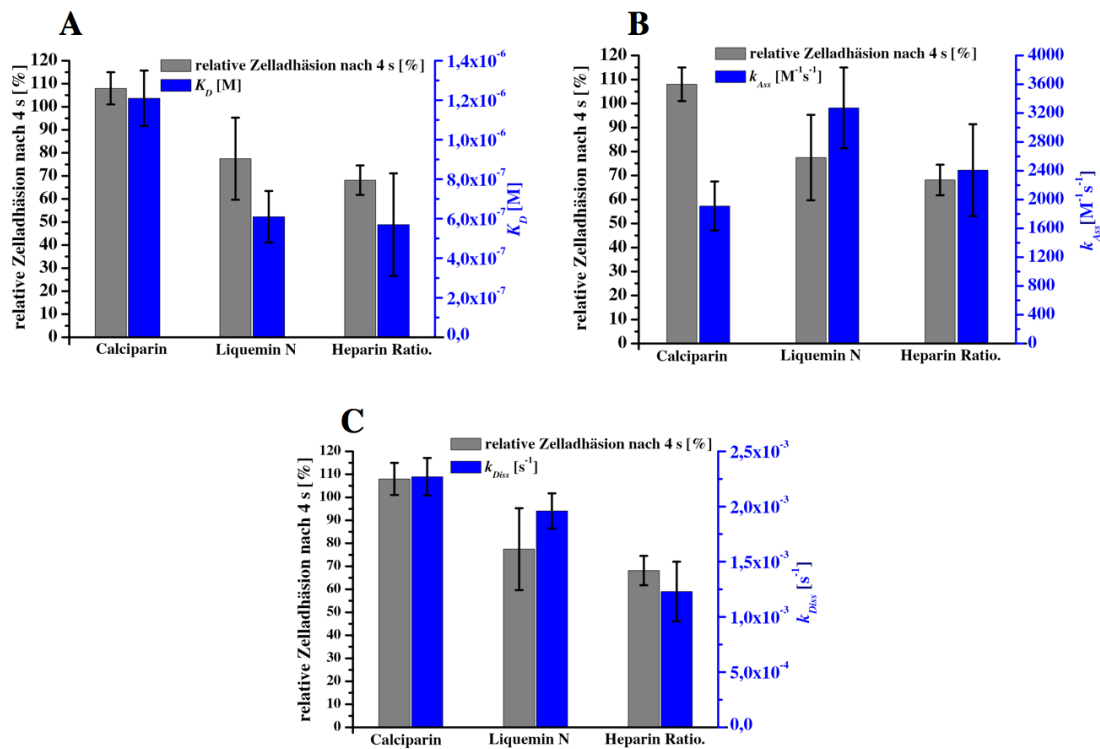 A
relative Zelladhäsion nach 4 s [%]
K_D [M]
relative Zelladhäsion nach 4 s [%]
120
110
100
90
80
70
60
50
40
30
20
10
0
1,4x10⁻⁶
1,2x10⁻⁶
1,0x10⁻⁶
8,0x10⁻⁷
6,0x10⁻⁷
4,0x10⁻⁷
2,0x10⁻⁷
0,0
K_D [M]
Calciparin Liquemin N Heparin Ratio.
B
relative Zelladhäsion nach 4 s [%]
k_Ass [M⁻¹s⁻¹]
relative Zelladhäsion nach 4 s [%]
120
110
100
90
80
70
60
50
40
30
20
10
0
4000
3600
3200
2800
2400
2000
1600
1200
800
400
0
k_Ass[M⁻¹s⁻¹]
Calciparin Liquemin N Heparin Ratio.
C
relative Zelladhäsion nach 4 s [%]
k_Diss [s⁻¹]
relative Zelladhäsion nach 4 s [%]
120
110
100
90
80
70
60
50
40
30
20
10
0
2,5x10⁻³
2,0x10⁻³
1,5x10⁻³
1,0x10⁻³
5,0x10⁻⁴
0,0
k_Diss [s⁻¹]
Calciparin Liquemin N Heparin Ratio.